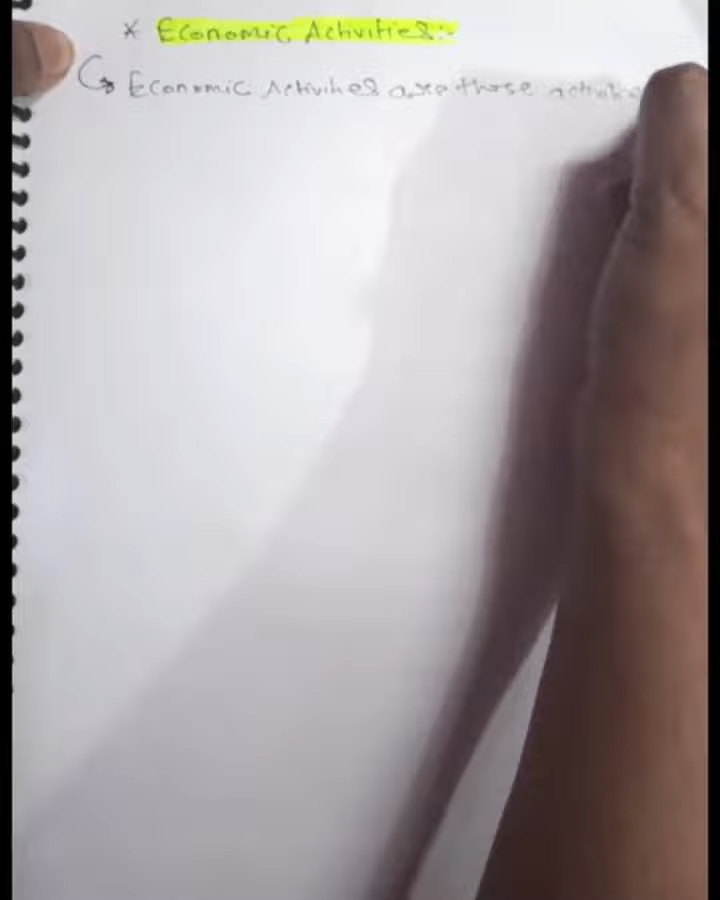 * Economic Activities:-
↳ Economic Activities are those